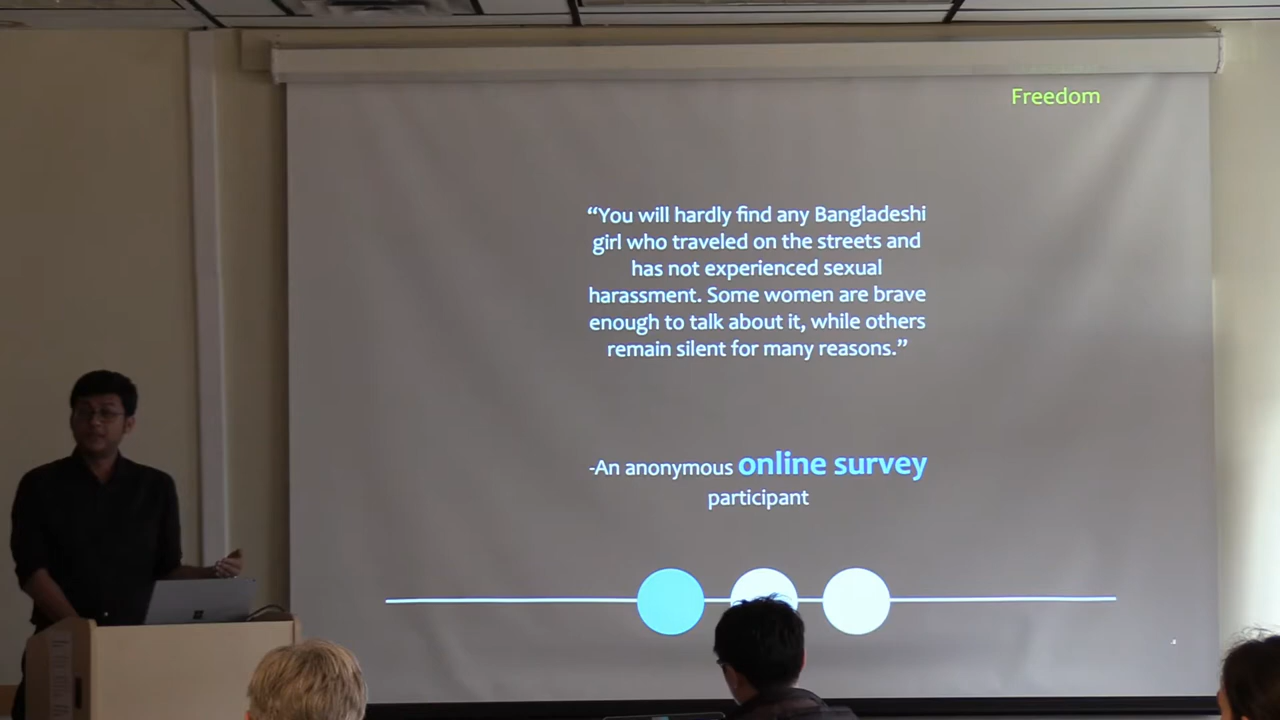 Freedom
“You will hardly find any Bangladeshi
girl who traveled on the streets and
has not experienced sexual
harassment. Some women are brave
enough to talk about it, while others
remain silent for many reasons.”
-An anonymous online survey
participant